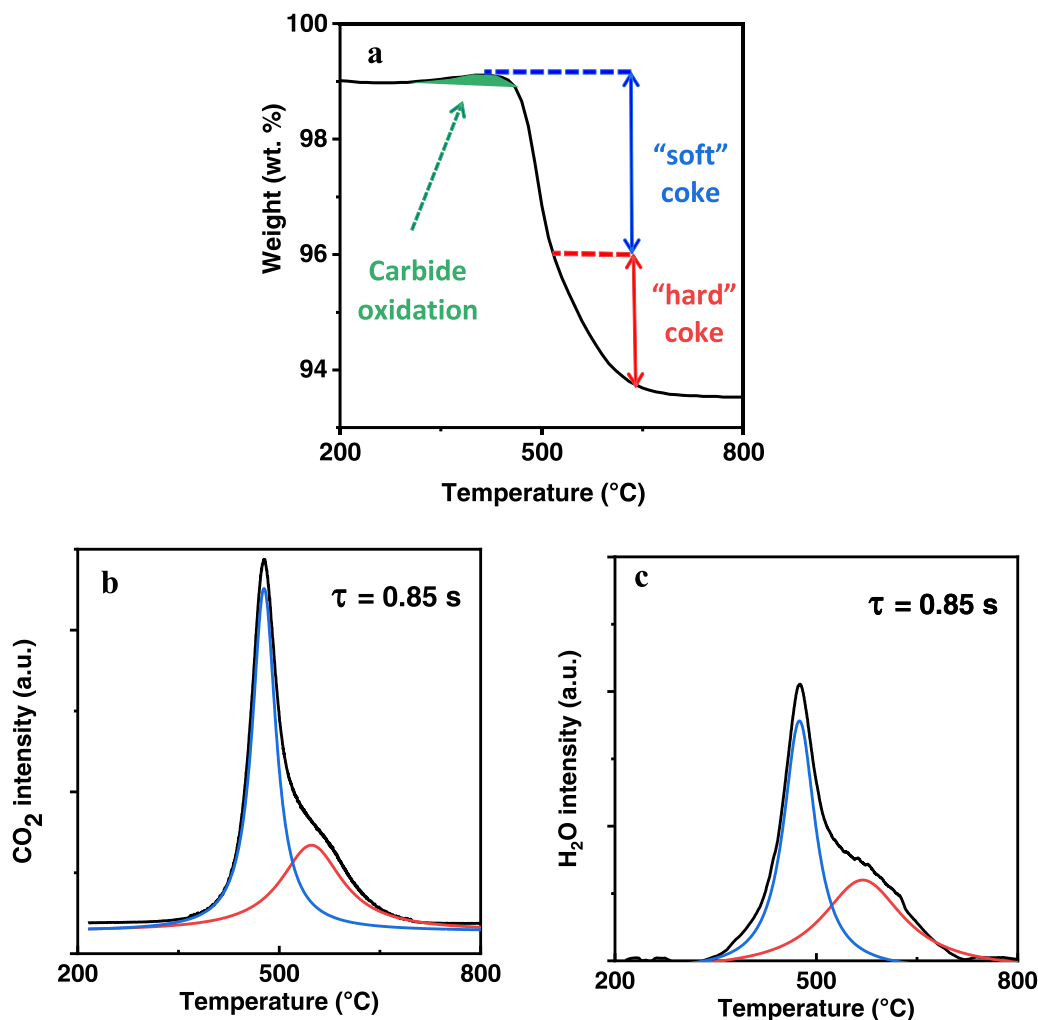 a
100
98
96
94
Weight (wt. %)
"soft"
coke
"hard"
coke
Carbide
oxidation
200
500
800
Temperature (°C)
b
τ = 0.85 s
CO2 intensity (a.u.)
200
500
800
Temperature (°C)
c
τ = 0.85 s
H2O intensity (a.u.)
200
500
800
Temperature (°C)